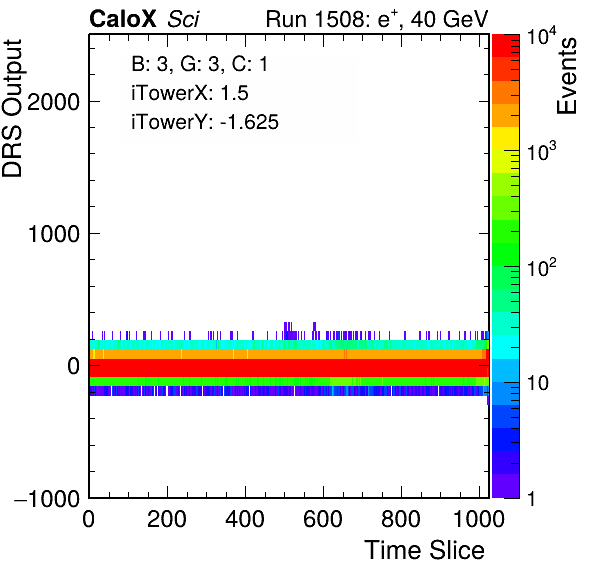 CaloX Sci Run 1508: e⁺, 40 GeV
B: 3, G: 3, C: 1
iTowerX: 1.5
iTowerY: -1.625
DRS Output
2000
1000
0
−1000
0 200 400 600 800 1000
Time Slice
Events
10⁴
10³
10²
10
1